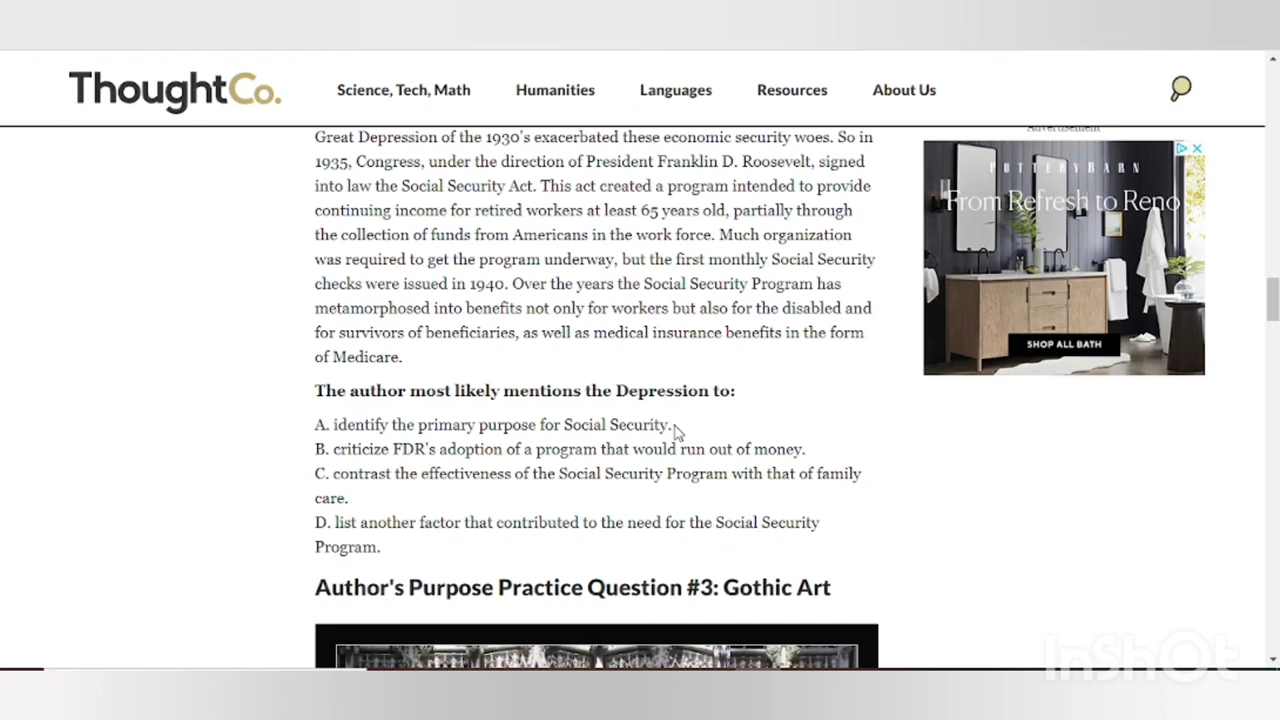 ThoughtCo.
Science, Tech, Math
Humanities
Languages
Resources
About Us
Great Depression of the 1930's exacerbated these economic security woes. So in
1935, Congress, under the direction of President Franklin D. Roosevelt, signed
into law the Social Security Act. This act created a program intended to provide
continuing income for retired workers at least 65 years old, partially through
the collection of funds from Americans in the work force. Much organization
was required to get the program underway, but the first monthly Social Security
checks were issued in 1940. Over the years the Social Security Program has
metamorphosed into benefits not only for workers but also for the disabled and
for survivors of beneficiaries, as well as medical insurance benefits in the form
of Medicare.
The author most likely mentions the Depression to:
A. identify the primary purpose for Social Security.
B. criticize FDR's adoption of a program that would run out of money.
C. contrast the effectiveness of the Social Security Program with that of family
care.
D. list another factor that contributed to the need for the Social Security
Program.
Author's Purpose Practice Question #3: Gothic Art
Advertisement
POTTERY BARN
From Refresh to Reno
SHOP ALL BATH
InShOt